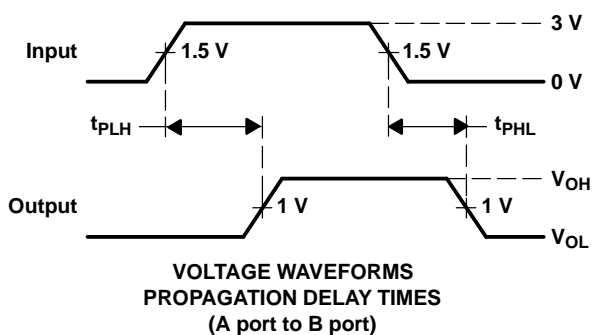 3 V
Input
1.5 V
1.5 V
0 V
tPLH
tPHL
VOH
Output
1 V
1 V
VOL
VOLTAGE WAVEFORMS
PROPAGATION DELAY TIMES
(A port to B port)